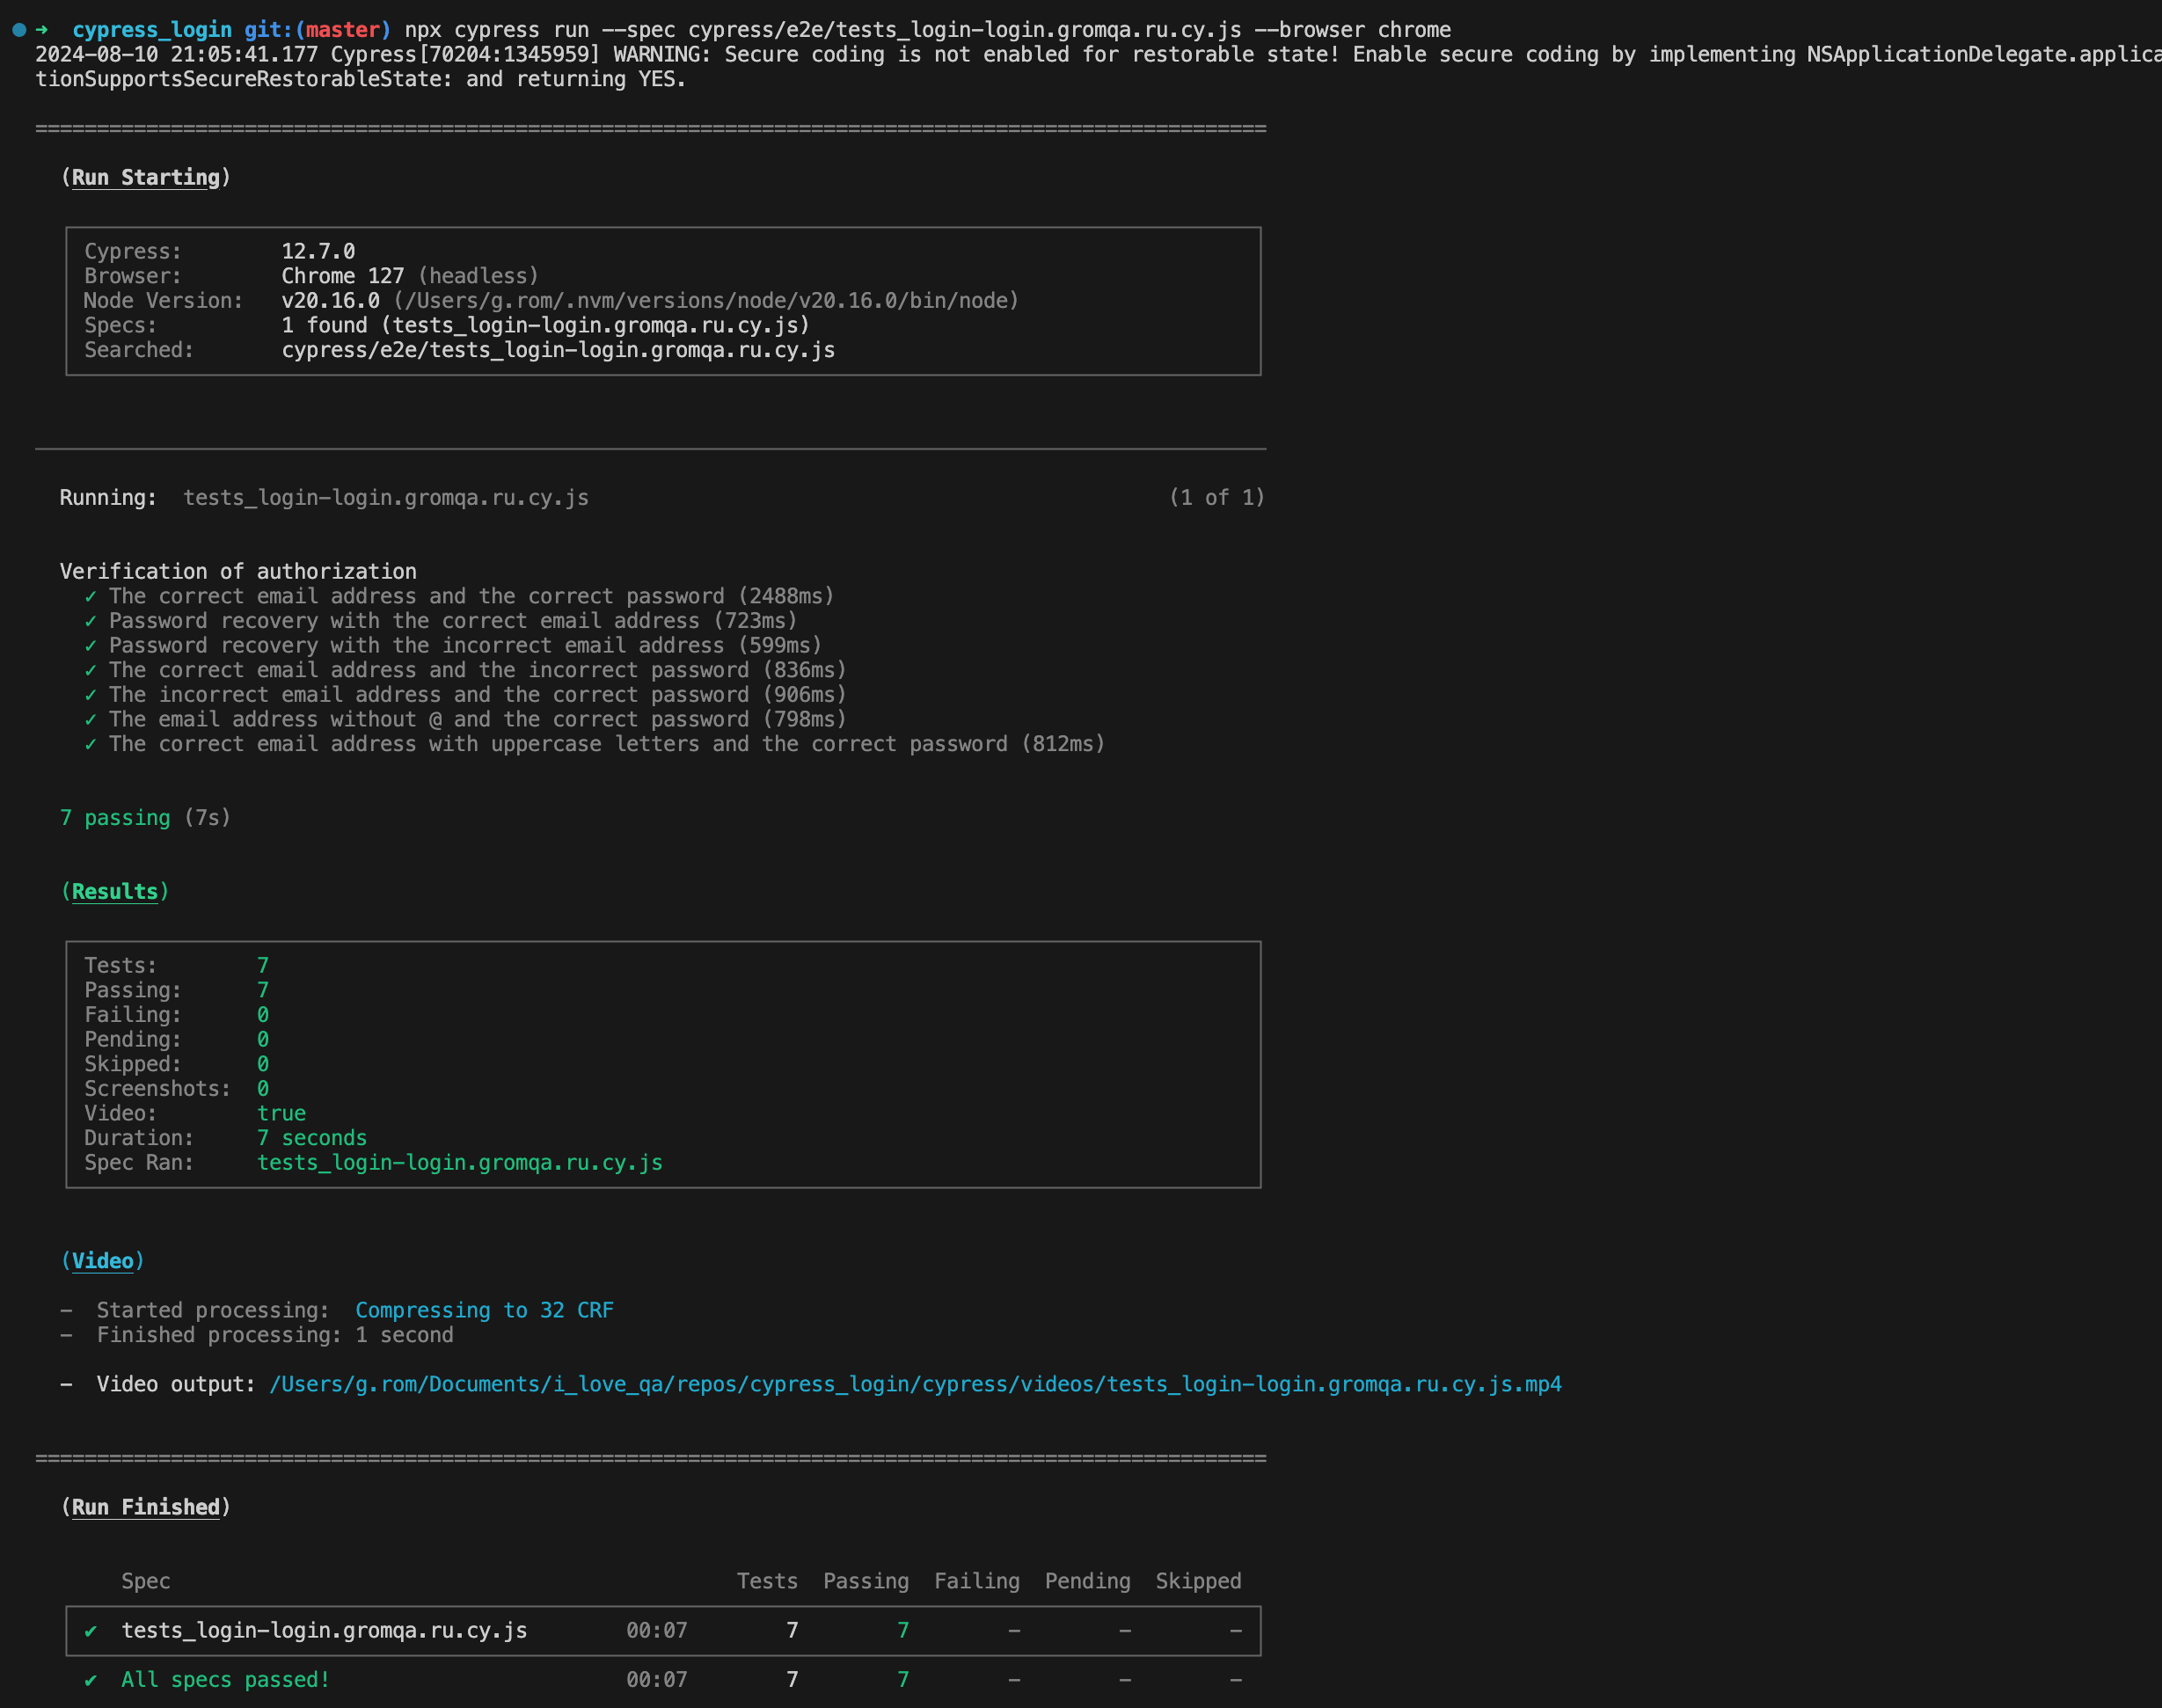 ➜  cypress_login git:(master) npx cypress run --spec cypress/e2e/tests_login-login.gromqa.ru.cy.js --browser chrome
2024-08-10 21:05:41.177 Cypress[70204:1345959] WARNING: Secure coding is not enabled for restorable state! Enable secure coding by implementing NSApplicationDelegate.applica
tionSupportsSecureRestorableState: and returning YES.
====================================================================================================
(Run Starting)
Cypress:        12.7.0
Browser:        Chrome 127 (headless)
Node Version:   v20.16.0 (/Users/g.rom/.nvm/versions/node/v20.16.0/bin/node)
Specs:          1 found (tests_login-login.gromqa.ru.cy.js)
Searched:       cypress/e2e/tests_login-login.gromqa.ru.cy.js
Running:  tests_login-login.gromqa.ru.cy.js                                               (1 of 1)
Verification of authorization
✓ The correct email address and the correct password (2488ms)
✓ Password recovery with the correct email address (723ms)
✓ Password recovery with the incorrect email address (599ms)
✓ The correct email address and the incorrect password (836ms)
✓ The incorrect email address and the correct password (906ms)
✓ The email address without @ and the correct password (798ms)
✓ The correct email address with uppercase letters and the correct password (812ms)
7 passing (7s)
(Results)
Tests:        7
Passing:      7
Failing:      0
Pending:      0
Skipped:      0
Screenshots:  0
Video:        true
Duration:     7 seconds
Spec Ran:     tests_login-login.gromqa.ru.cy.js
(Video)
–  Started processing:  Compressing to 32 CRF
–  Finished processing: 1 second
–  Video output: /Users/g.rom/Documents/i_love_qa/repos/cypress_login/cypress/videos/tests_login-login.gromqa.ru.cy.js.mp4
====================================================================================================
(Run Finished)
Spec                                              Tests  Passing  Failing  Pending  Skipped
✔  tests_login-login.gromqa.ru.cy.js        00:07        7        7        –        –        –
✔  All specs passed!                        00:07        7        7        –        –        –